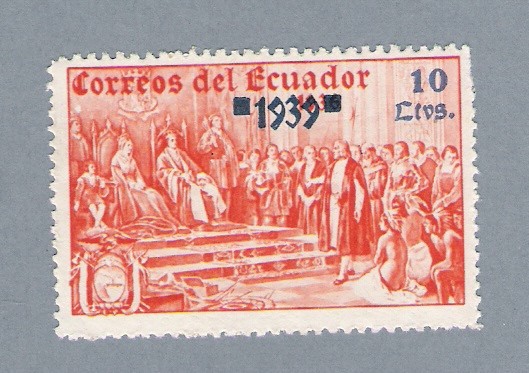 Correos del Ecuador
10
Ctvs.
1939